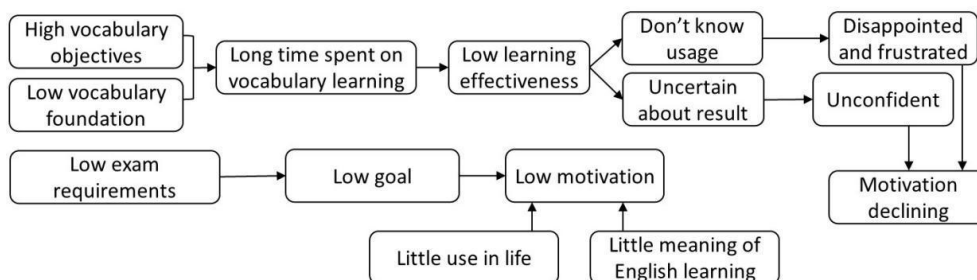 High vocabulary
objectives
Low vocabulary
foundation
Long time spent on
vocabulary learning
Low learning
effectiveness
Don't know
usage
Uncertain
about result
Disappointed
and frustrated
Unconfident
Motivation
declining
Low exam
requirements
Low goal
Low motivation
Little use in life
Little meaning of
English learning